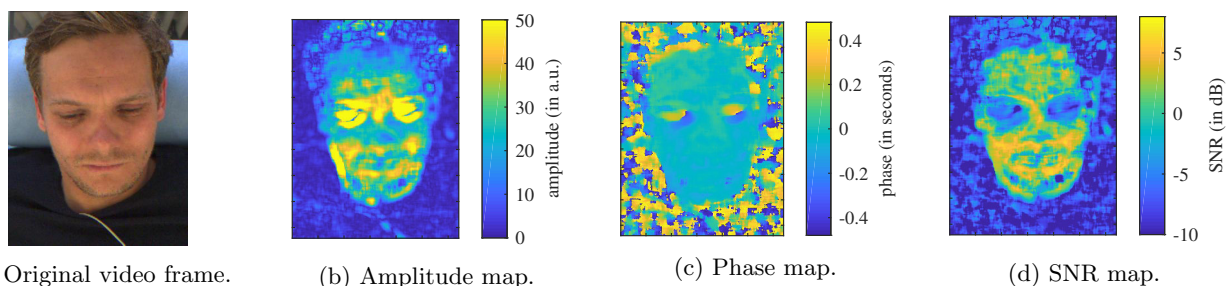 50
40
30
20
10
0
amplitude (in a.u.)
0.4
0.2
0
-0.2
-0.4
phase (in seconds)
5
0
-5
-10
SNR (in dB)
Original video frame.
(b) Amplitude map.
(c) Phase map.
(d) SNR map.